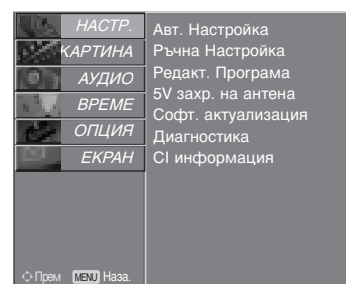 НАСТР.
КАРТИНА
АУДИО
ВРЕМЕ
ОПЦИЯ
ЕКРАН
Прем MENU Наза.
Авт. Настройка
Ръчна Настройка
Редакт. Програма
5V захр. на антена
Софт. актуализация
Диагностика
CI информация